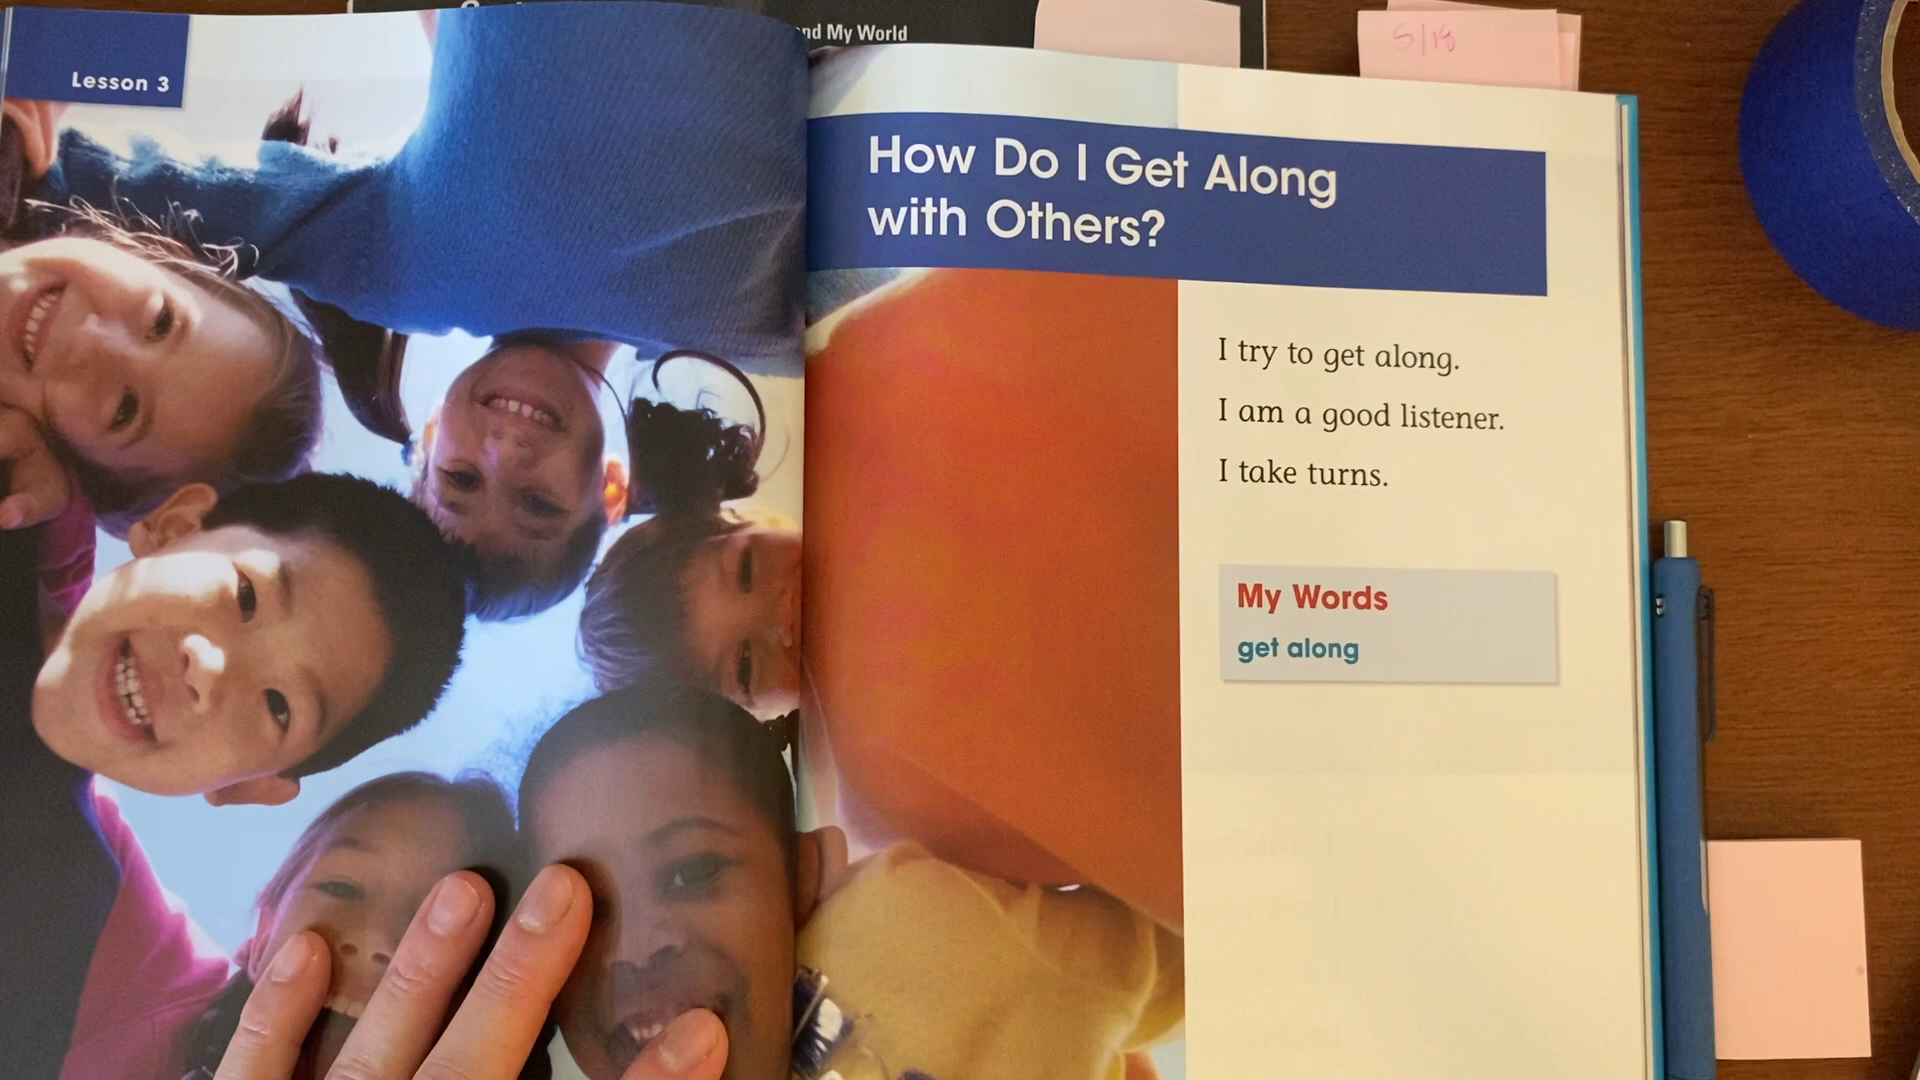 nd My World
5/18
Lesson 3
How Do I Get Along
with Others?
I try to get along.
I am a good listener.
I take turns.
My Words
get along